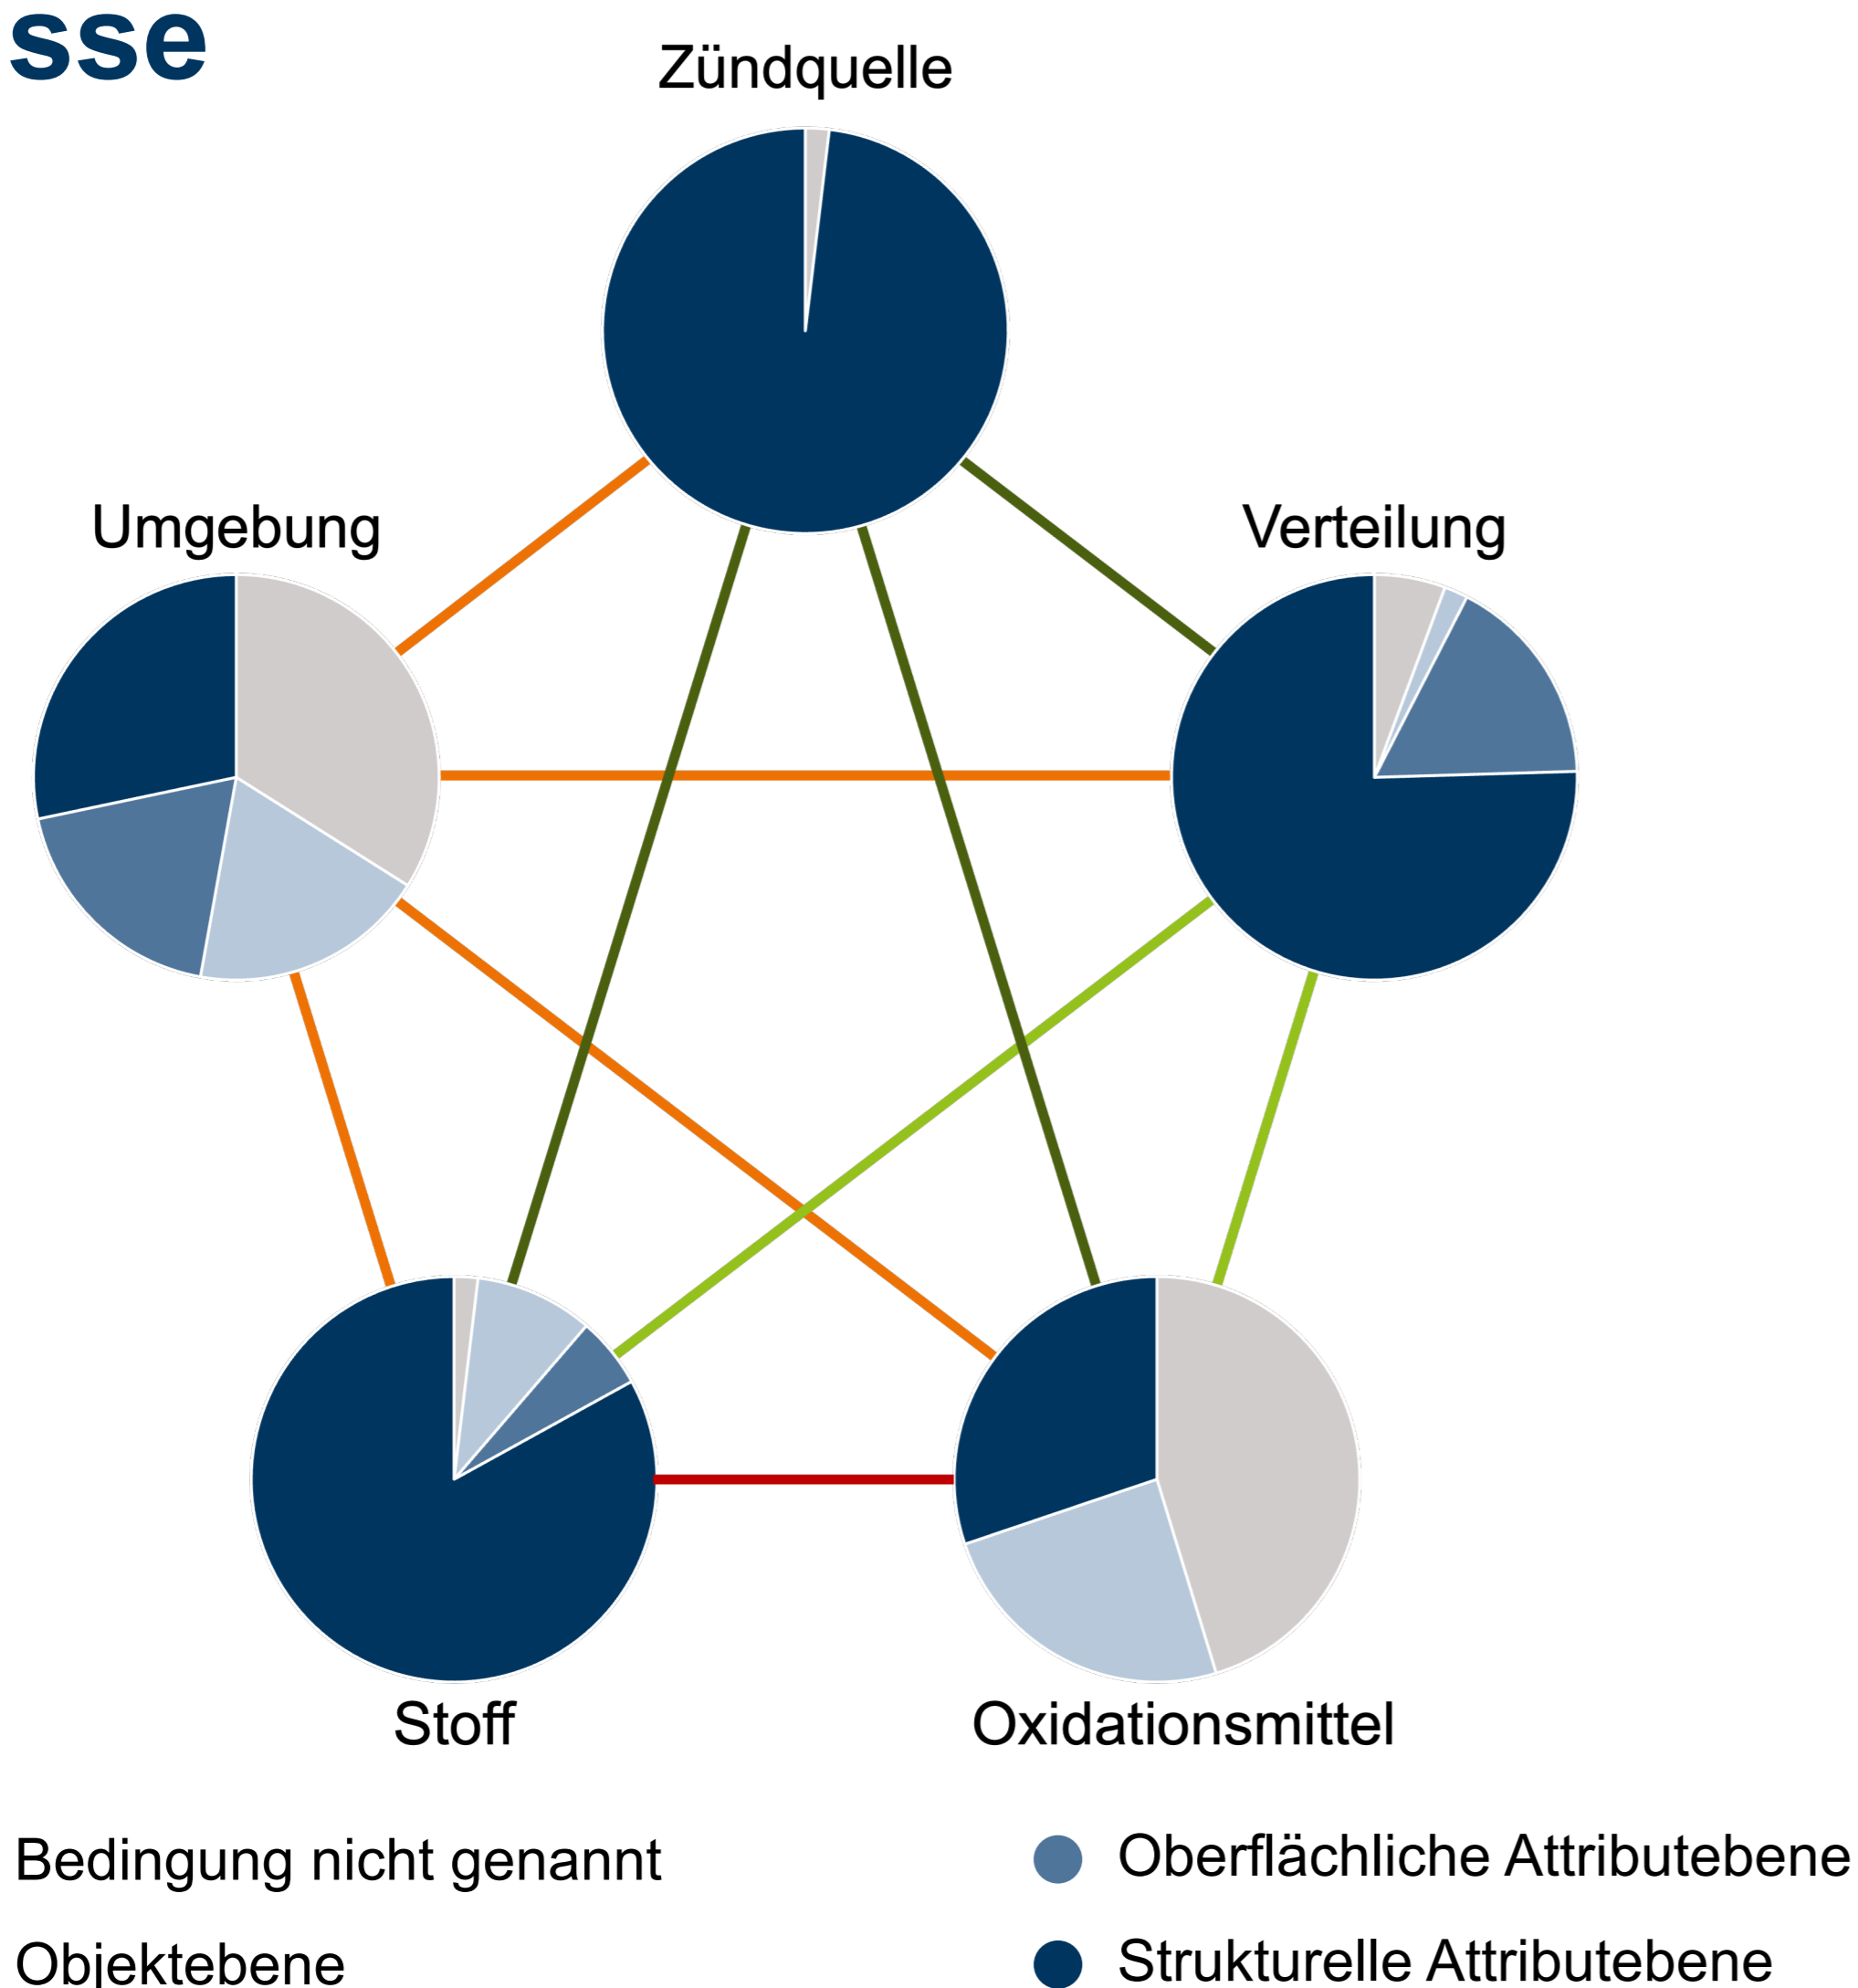 sse
Zündquelle
Umgebung
Verteilung
Stoff
Oxidationsmittel
Bedingung nicht genannt
Oberflächliche Attributebene
Objektebene
Strukturelle Attributebene